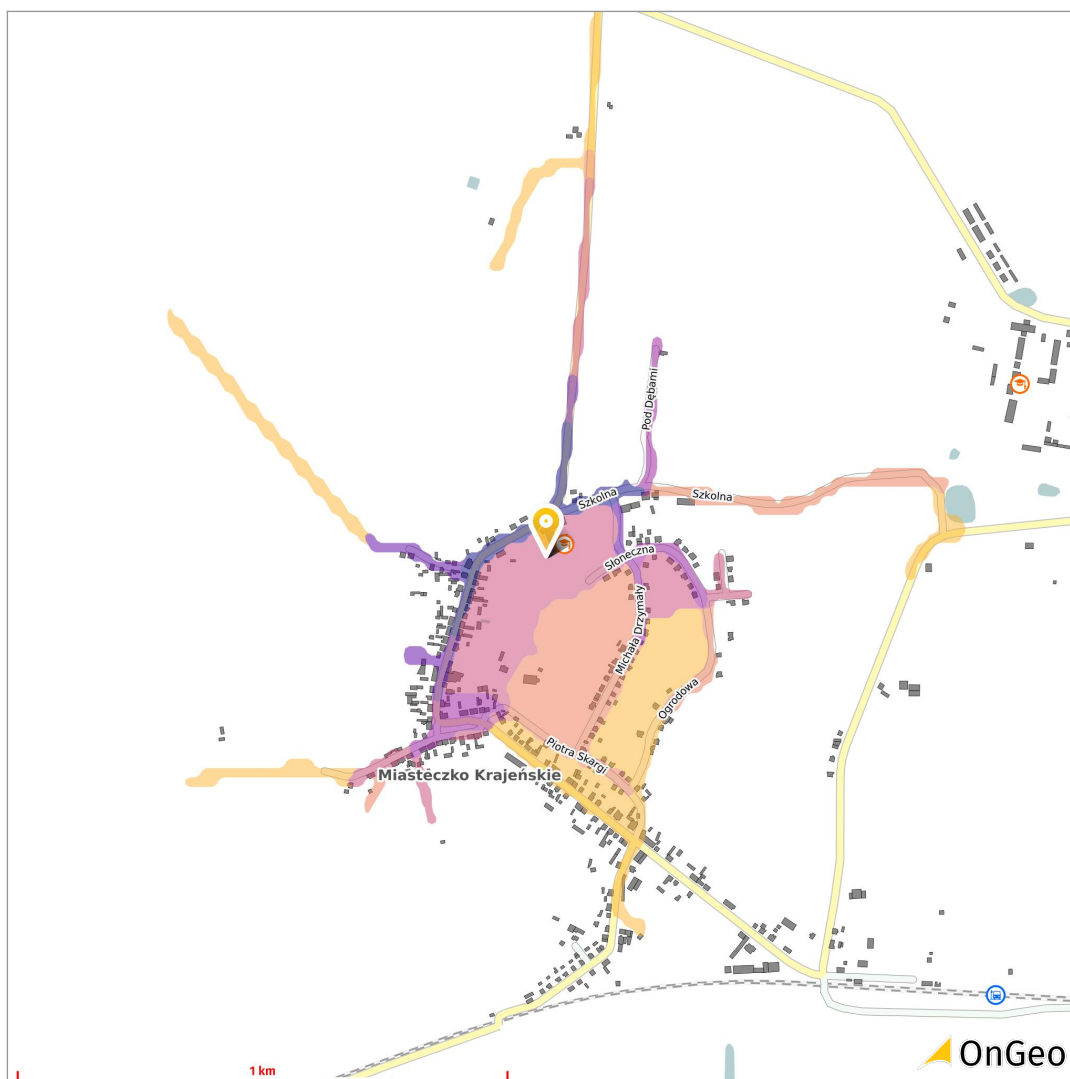 Pod Dębami
Szkolna
Szkolna
Słoneczna
Michała Drzymały
Ogrodowa
Piotra Skargi
Miasteczko Krajeńskie
1 km
OnGeo